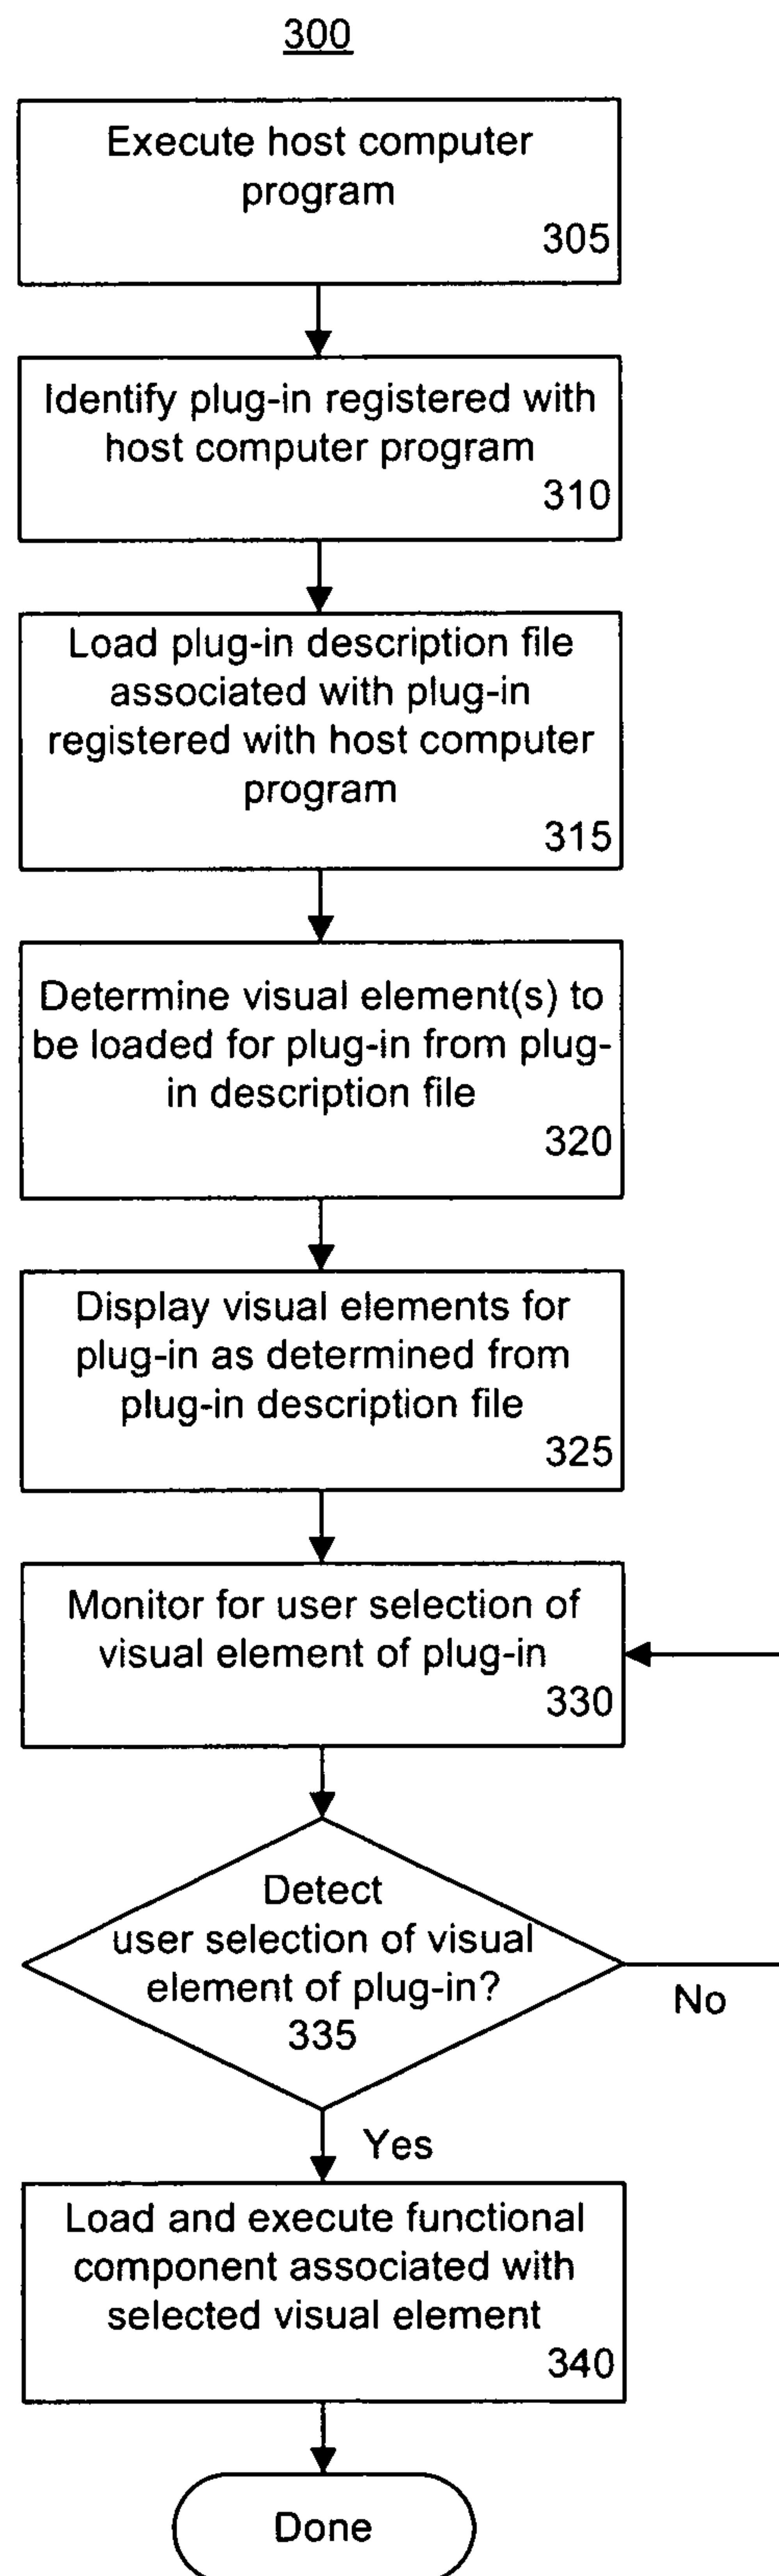 300
Execute host computer
program
305
Identify plug-in registered with
host computer program
310
Load plug-in description file
associated with plug-in
registered with host computer
program
315
Determine visual element(s) to
be loaded for plug-in from plug-
in description file
320
Display visual elements for
plug-in as determined from
plug-in description file
325
Monitor for user selection of
visual element of plug-in
330
Detect
user selection of visual
element of plug-in?
335
No
Yes
Load and execute functional
component associated with
selected visual element
340
Done